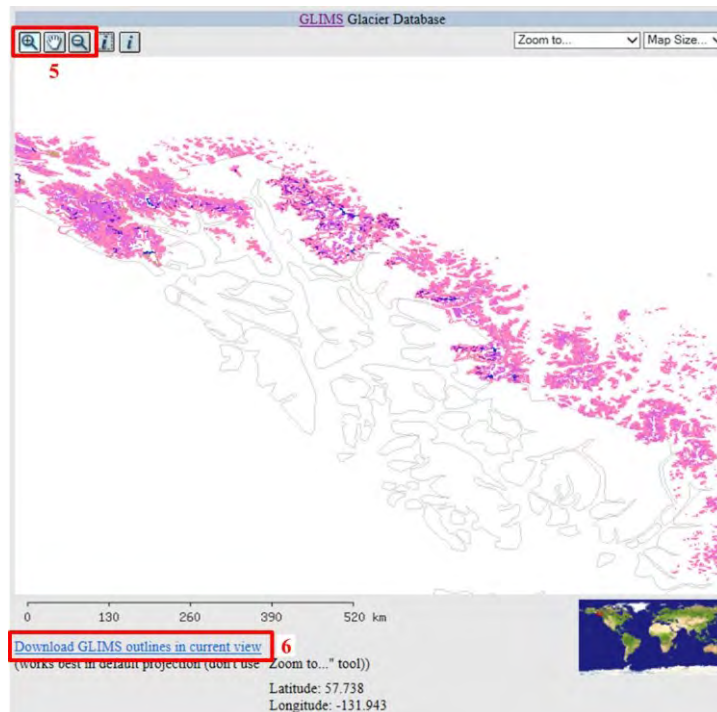 GLIMS Glacier Database
Zoom to... Map Size...
5
0 130 260 390 520 km
Download GLIMS outlines in current view 6
(works best in default projection (don't use "Zoom to..." tool))
Latitude: 57.738
Longitude: -131.943